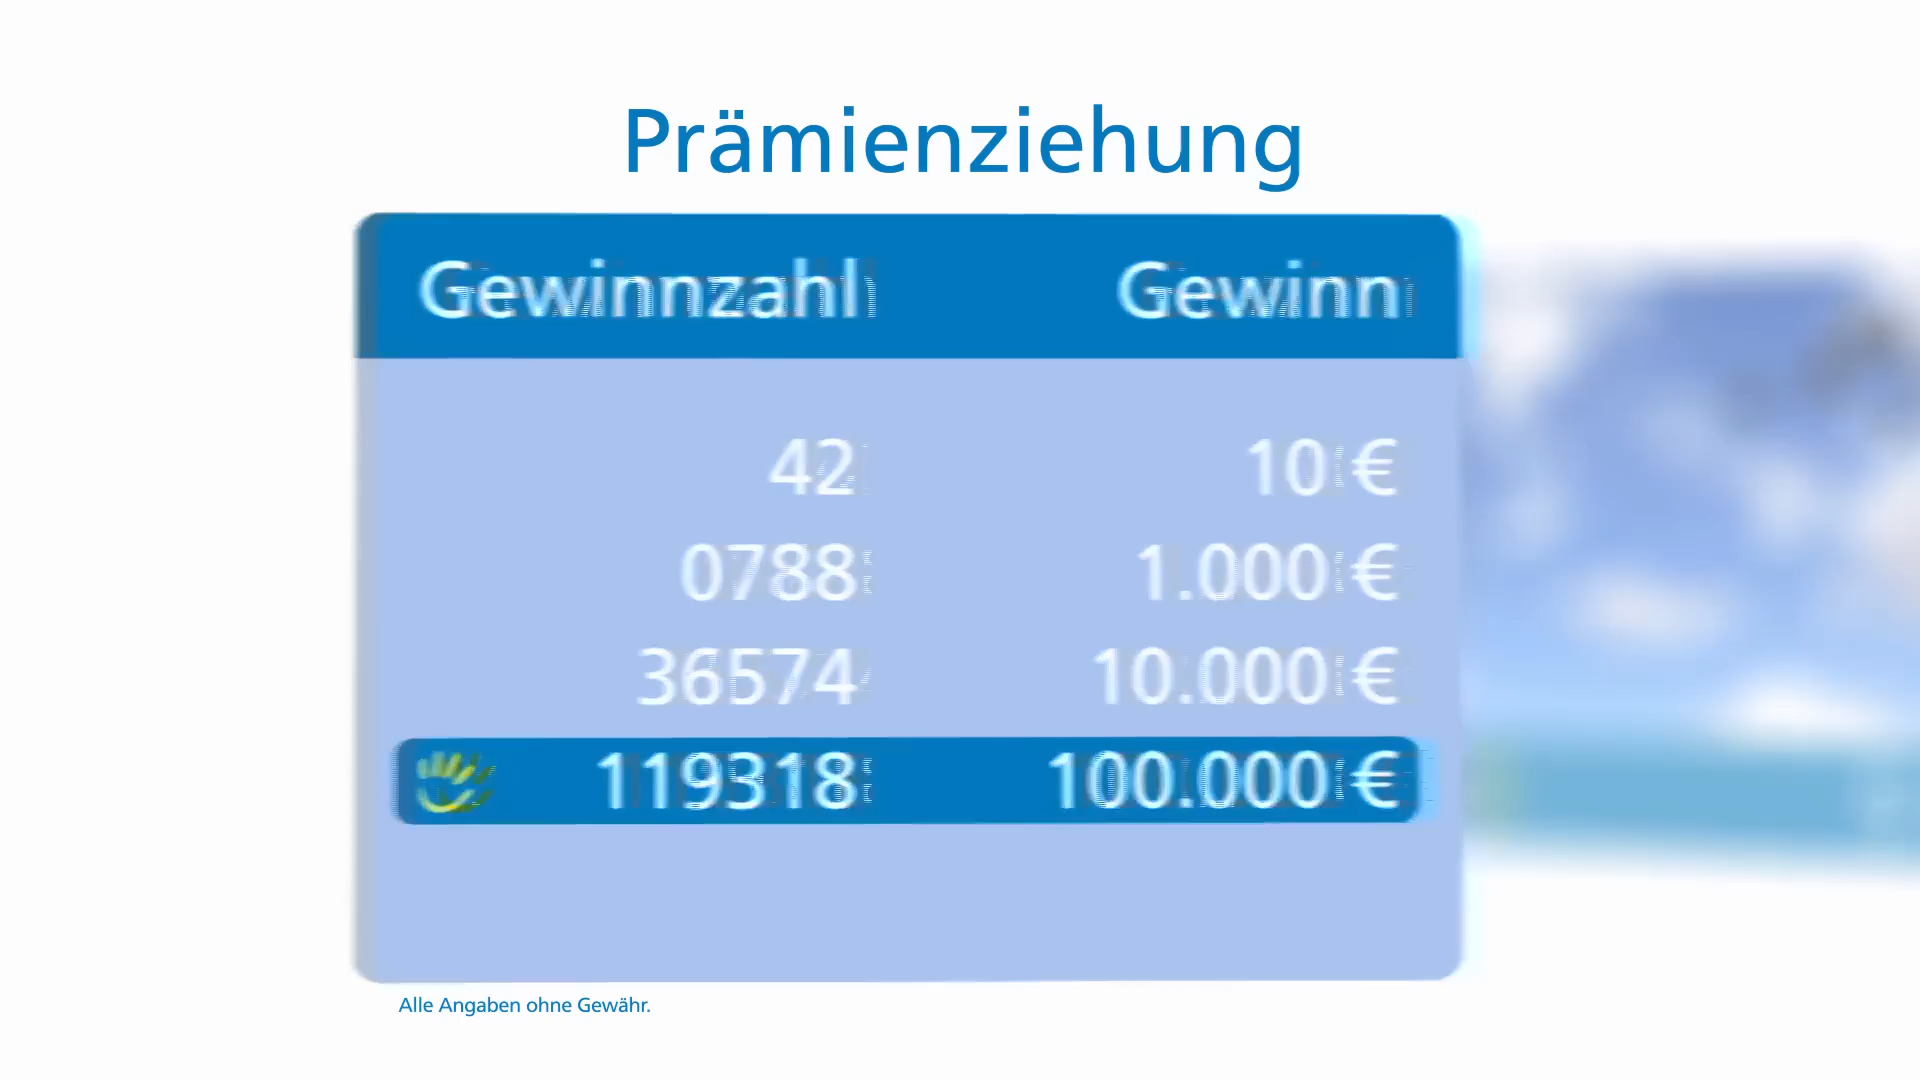 Prämienziehung
Gewinnzahl Gewinn
42 10 €
0788 1.000 €
36574 10.000 €
119318 100.000 €
Alle Angaben ohne Gewähr.